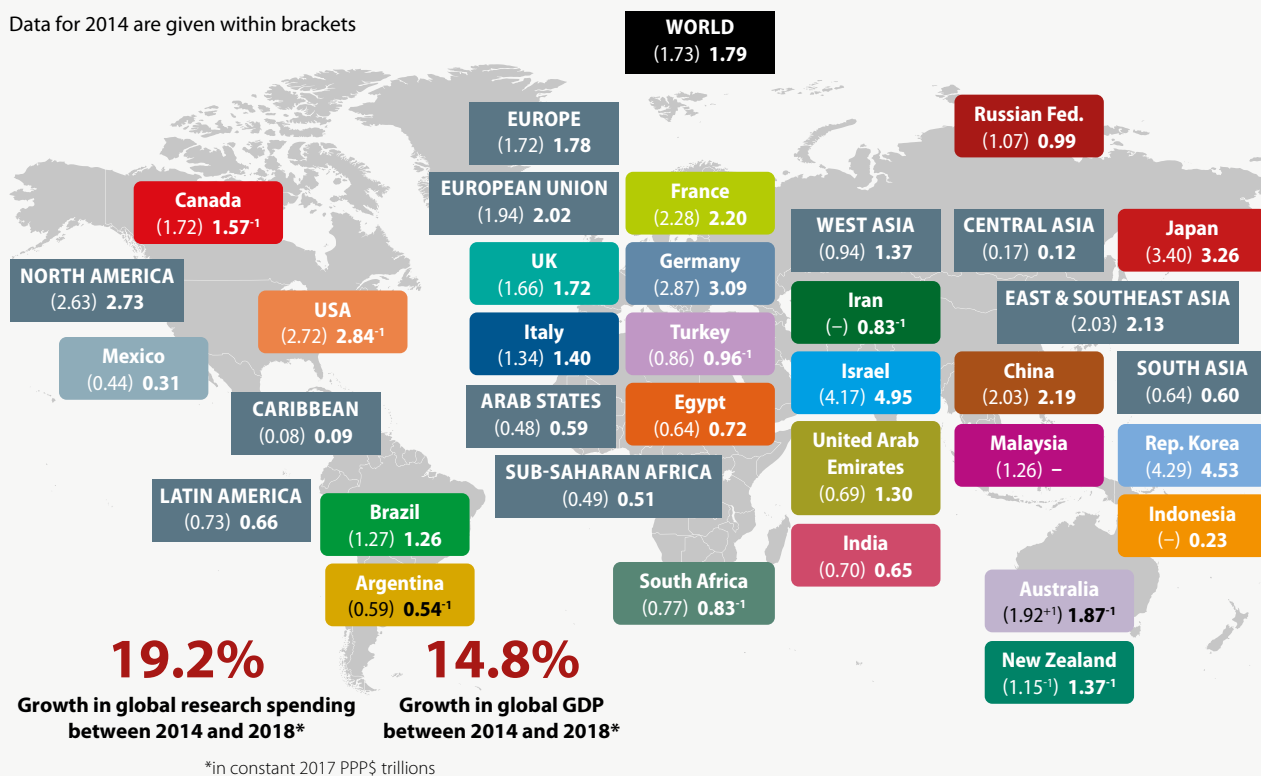 Data for 2014 are given within brackets
WORLD
(1.73) 1.79
EUROPE
(1.72) 1.78
Russian Fed.
(1.07) 0.99
Canada
(1.72) 1.57⁻¹
EUROPEAN UNION
(1.94) 2.02
France
(2.28) 2.20
WEST ASIA
(0.94) 1.37
CENTRAL ASIA
(0.17) 0.12
Japan
(3.40) 3.26
NORTH AMERICA
(2.63) 2.73
USA
(2.72) 2.84⁻¹
UK
(1.66) 1.72
Germany
(2.87) 3.09
Iran
(–) 0.83⁻¹
EAST & SOUTHEAST ASIA
(2.03) 2.13
Mexico
(0.44) 0.31
Italy
(1.34) 1.40
Turkey
(0.86) 0.96⁻¹
Israel
(4.17) 4.95
China
(2.03) 2.19
SOUTH ASIA
(0.64) 0.60
CARIBBEAN
(0.08) 0.09
ARAB STATES
(0.48) 0.59
Egypt
(0.64) 0.72
United Arab
Emirates
(0.69) 1.30
Malaysia
(1.26) –
Rep. Korea
(4.29) 4.53
LATIN AMERICA
(0.73) 0.66
Brazil
(1.27) 1.26
SUB-SAHARAN AFRICA
(0.49) 0.51
India
(0.70) 0.65
Indonesia
(–) 0.23
Argentina
(0.59) 0.54⁻¹
South Africa
(0.77) 0.83⁻¹
Australia
(1.92⁺¹) 1.87⁻¹
New Zealand
(1.15⁻¹) 1.37⁻¹
19.2%
Growth in global research spending
between 2014 and 2018*
14.8%
Growth in global GDP
between 2014 and 2018*
*in constant 2017 PPP$ trillions